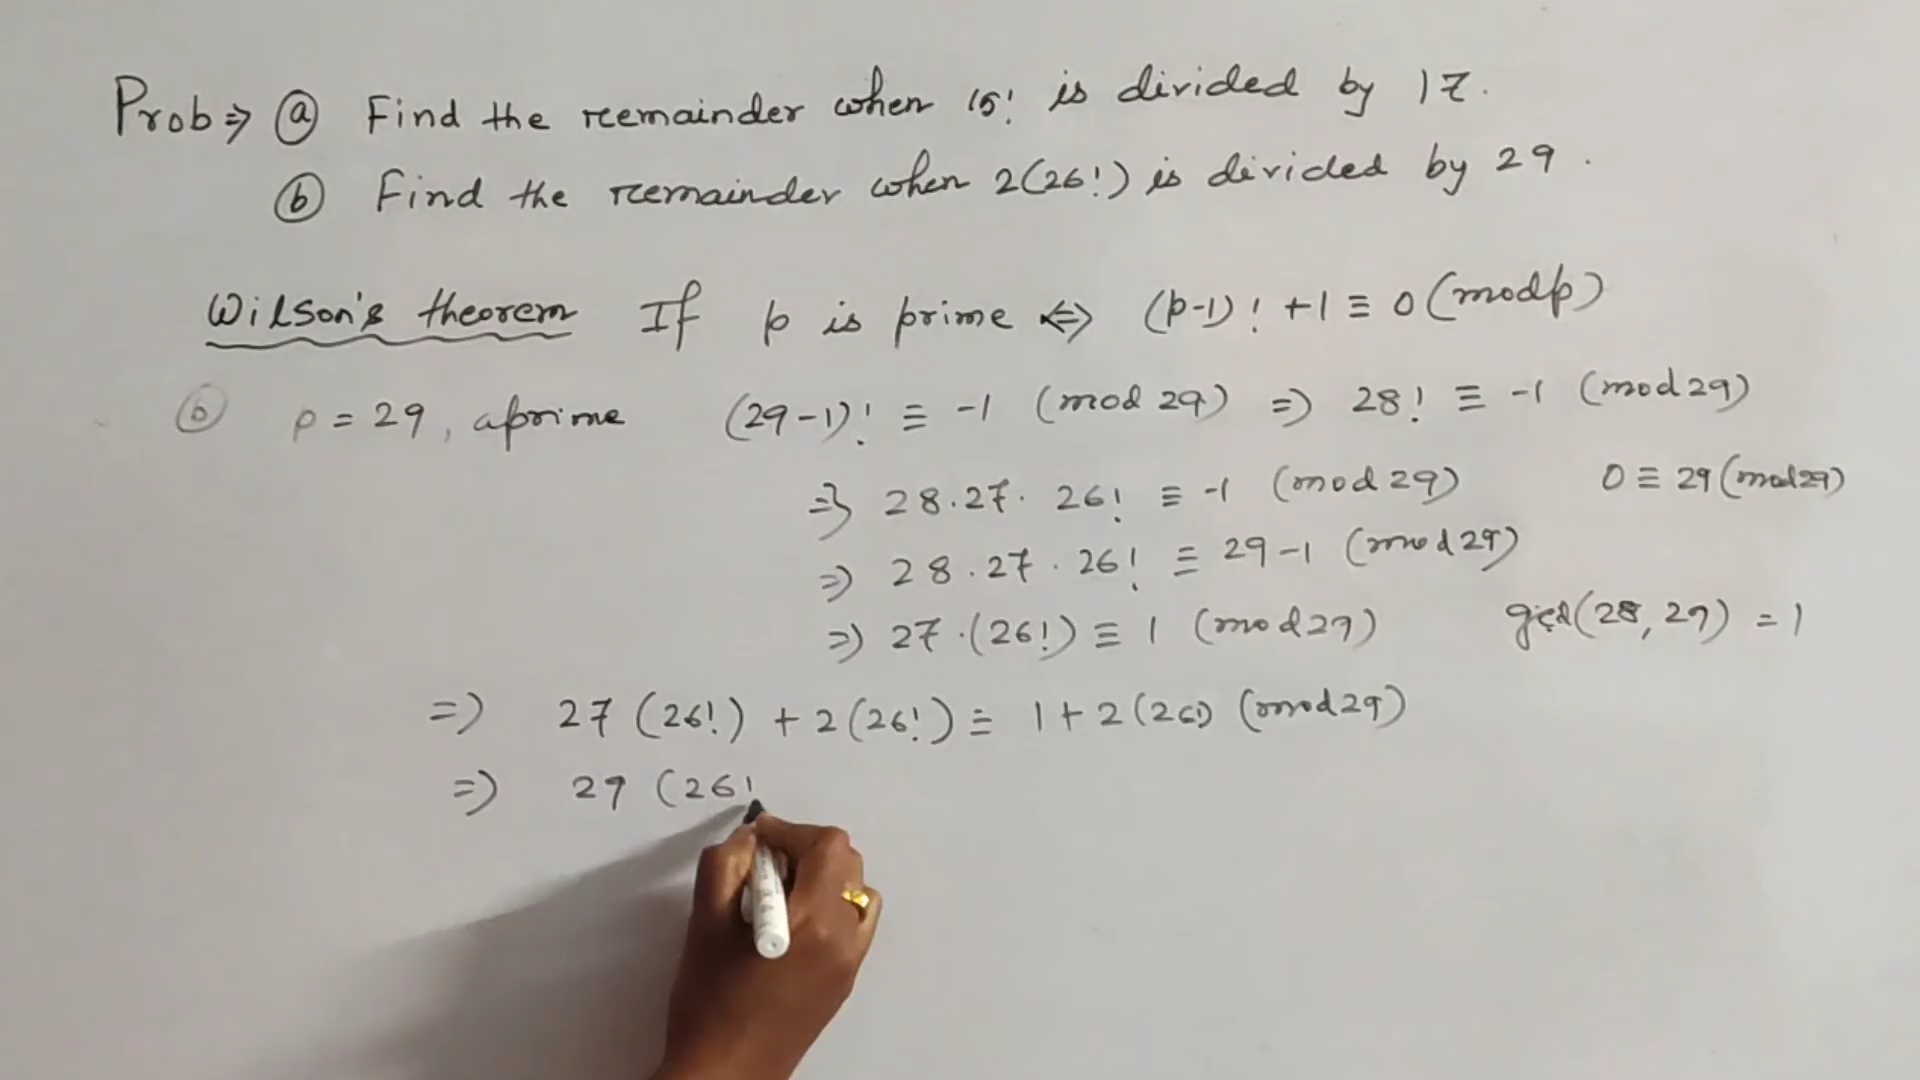 Prob ⇒ ⓐ Find the remainder when 15! is divided by 17.
ⓑ Find the remainder when 2(26!) is divided by 29.
Wilson's theorem If p is prime ⇔ (p-1)! +1 ≡ 0 (mod p)
ⓑ p = 29, a prime (29-1)! ≡ -1 (mod 29) ⇒ 28! ≡ -1 (mod 29)
⇒ 28.27. 26! ≡ -1 (mod 29) 0 ≡ 29 (mod 29)
⇒ 28.27.26! ≡ 29-1 (mod 29)
⇒ 27.(26!) ≡ 1 (mod 29) gcd(28, 29) = 1
⇒ 27 (26!) + 2(26!) ≡ 1+2(26!) (mod 29)
⇒ 29 (26!